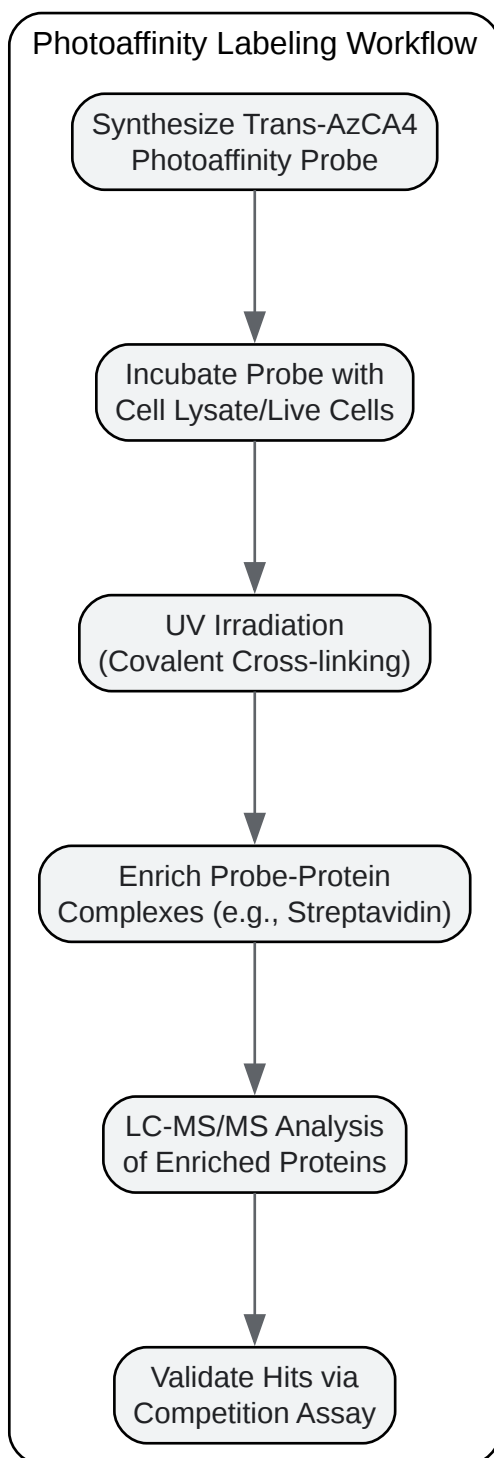 Photoaffinity Labeling Workflow
Synthesize Trans-AzCA4
Photoaffinity Probe
Incubate Probe with
Cell Lysate/Live Cells
UV Irradiation
(Covalent Cross-linking)
Enrich Probe-Protein
Complexes (e.g., Streptavidin)
LC-MS/MS Analysis
of Enriched Proteins
Validate Hits via
Competition Assay